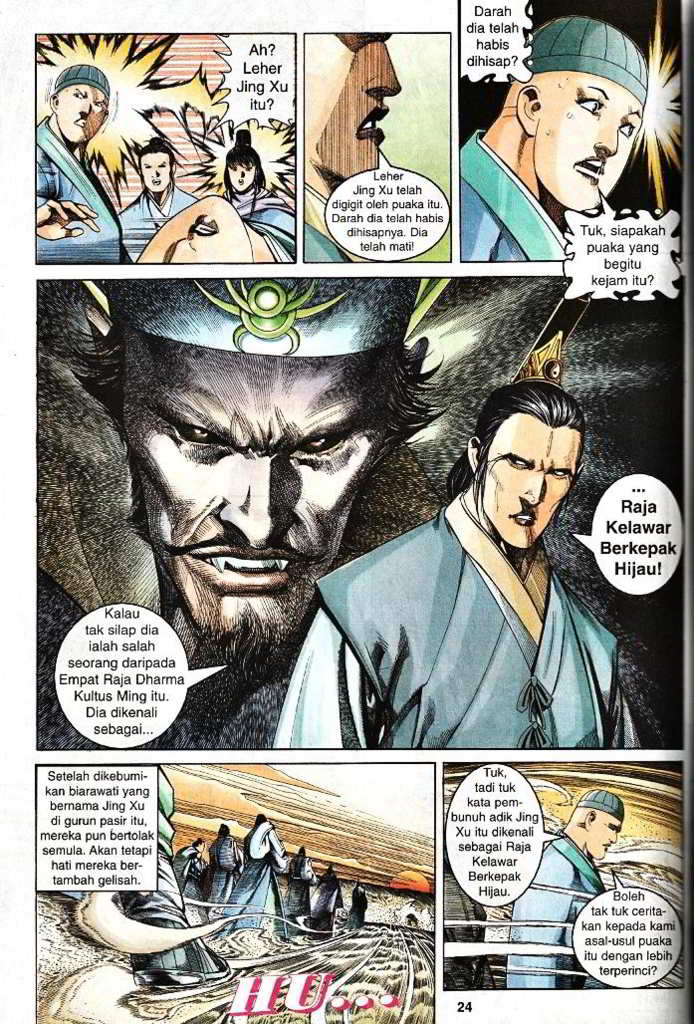 Ah?
Leher
Jing Xu
itu?
Leher
Jing Xu telah
digigit oleh puaka itu.
Darah dia telah habis
dihisapnya. Dia
telah mati!
Darah
dia telah
habis
dihisap?
Tuk, siapakah
puaka yang
begitu
kejam itu?
Kalau
tak silap dia
ialah salah
seorang daripada
Empat Raja Dharma
Kultus Ming itu.
Dia dikenali
sebagai...
...
Raja
Kelawar
Berkepak
Hijau!
Setelah dikebumi-
kan biarawati yang
bernama Jing Xu
di gurun pasir itu,
mereka pun bertolak
semula. Akan tetapi
hati mereka ber-
tambah gelisah.
HU...
Tuk,
tadi tuk
kata pem-
bunuh adik Jing
Xu itu dikenali
sebagai Raja
Kelawar
Berkepak
Hijau.
Boleh
tak tuk cerita-
kan kepada kami
asal-usul puaka
itu dengan lebih
terperinci?
24